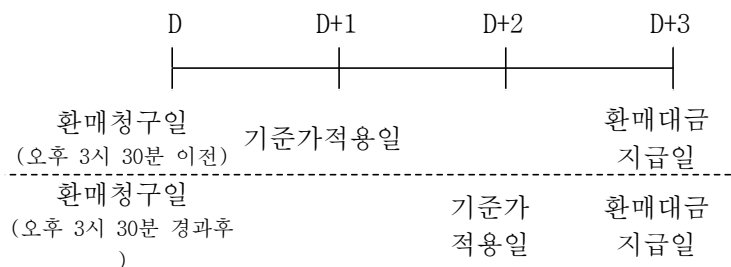 D D+1 D+2 D+3
환매청구일
(오후 3시 30분 이전)
기준가적용일
환매대금
지급일
환매청구일
(오후 3시 30분 경과후
)
기준가
적용일
환매대금
지급일